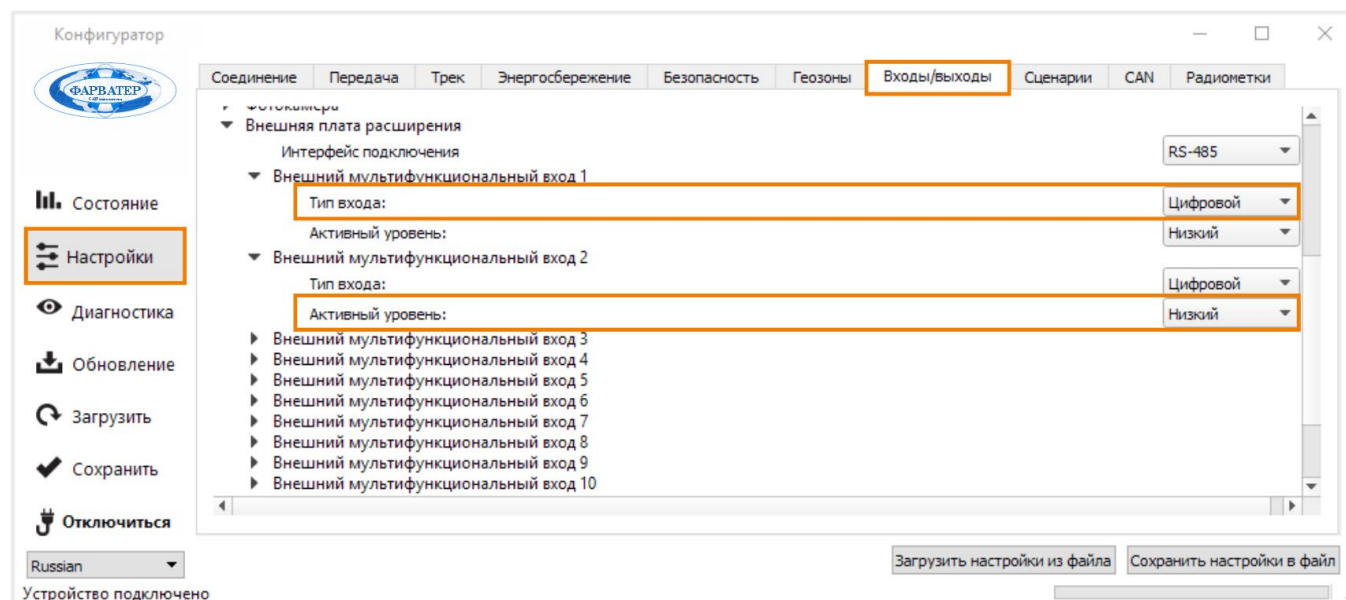 Конфигуратор
ФАРВАТЕР
Соединение Передача Трек Энергосбережение Безопасность Геозоны Входы/выходы Сценарии CAN Радиометки
Фотокамера
Внешняя плата расширения
Интерфейс подключения RS-485
Внешний мультифункциональный вход 1
Тип входа: Цифровой
Активный уровень: Низкий
Внешний мультифункциональный вход 2
Тип входа: Цифровой
Активный уровень: Низкий
Внешний мультифункциональный вход 3
Внешний мультифункциональный вход 4
Внешний мультифункциональный вход 5
Внешний мультифункциональный вход 6
Внешний мультифункциональный вход 7
Внешний мультифункциональный вход 8
Внешний мультифункциональный вход 9
Внешний мультифункциональный вход 10
Состояние
Настройки
Диагностика
Обновление
Загрузить
Сохранить
Отключиться
Russian
Загрузить настройки из файла Сохранить настройки в файл
Устройство подключено